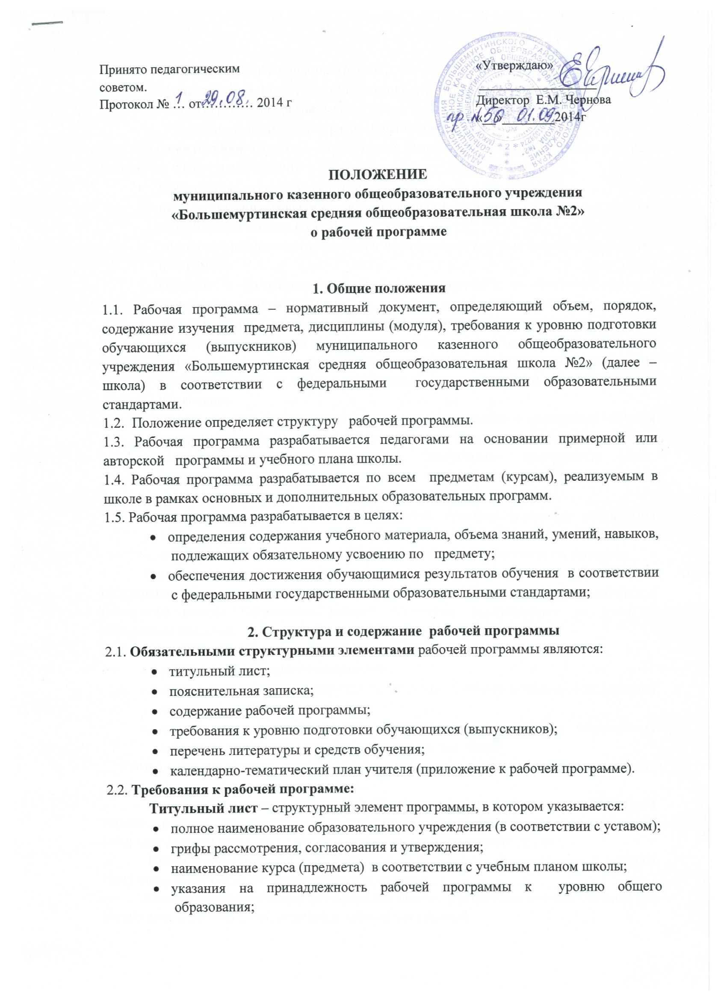 Принято педагогическим
советом.
Протокол № 1 от 29.08. 2014 г
«Утверждаю»
Директор Е.М. Чернова
пр. № 56 01.09. 2014г
ПОЛОЖЕНИЕ
муниципального казенного общеобразовательного учреждения
«Большемуртинская средняя общеобразовательная школа №2»
о рабочей программе
1. Общие положения
1.1. Рабочая программа – нормативный документ, определяющий объем, порядок,
содержание изучения предмета, дисциплины (модуля), требования к уровню подготовки
обучающихся (выпускников) муниципального казенного общеобразовательного
учреждения «Большемуртинская средняя общеобразовательная школа №2» (далее –
школа) в соответствии с федеральными государственными образовательными
стандартами.
1.2. Положение определяет структуру рабочей программы.
1.3. Рабочая программа разрабатывается педагогами на основании примерной или
авторской программы и учебного плана школы.
1.4. Рабочая программа разрабатывается по всем предметам (курсам), реализуемым в
школе в рамках основных и дополнительных образовательных программ.
1.5. Рабочая программа разрабатывается в целях:
• определения содержания учебного материала, объема знаний, умений, навыков,
подлежащих обязательному усвоению по предмету;
• обеспечения достижения обучающимися результатов обучения в соответствии
с федеральными государственными образовательными стандартами;
2. Структура и содержание рабочей программы
2.1. Обязательными структурными элементами рабочей программы являются:
• титульный лист;
• пояснительная записка;
• содержание рабочей программы;
• требования к уровню подготовки обучающихся (выпускников);
• перечень литературы и средств обучения;
• календарно-тематический план учителя (приложение к рабочей программе).
2.2. Требования к рабочей программе:
Титульный лист – структурный элемент программы, в котором указывается:
• полное наименование образовательного учреждения (в соответствии с уставом);
• грифы рассмотрения, согласования и утверждения;
• наименование курса (предмета) в соответствии с учебным планом школы;
• указания на принадлежность рабочей программы к уровню общего
образования;